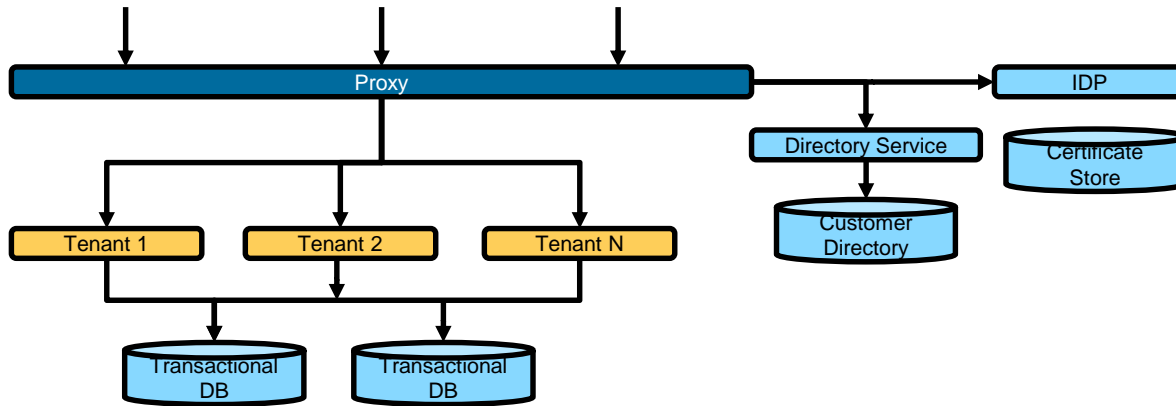 Proxy
IDP
Directory Service
Certificate
Store
Customer
Directory
Tenant 1
Tenant 2
Tenant N
Transactional
DB
Transactional
DB